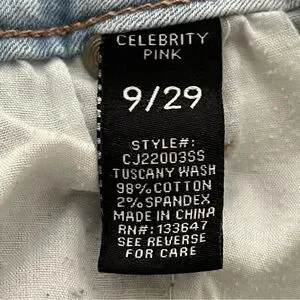 CELEBRITY
PINK
9/29
STYLE#:
CJ22003SS
TUSCANY WASH
98% COTTON
2% SPANDEX
MADE IN CHINA
RN#: 133647
SEE REVERSE
FOR CARE